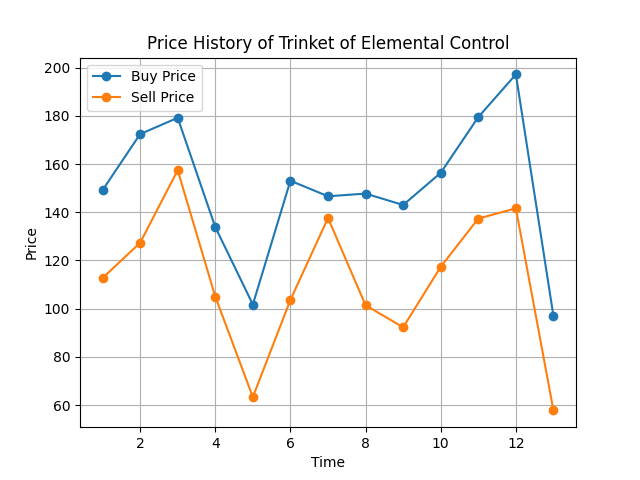 Price History of Trinket of Elemental Control
Buy Price
Sell Price
200
180
160
140
120
100
80
60
Price
2 4 6 8 10 12
Time